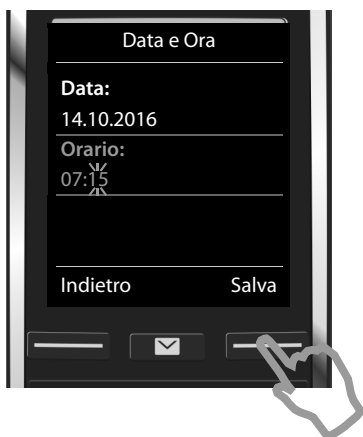 Data e Ora
Data:
14.10.2016
Orario:
07:15
Indietro Salva